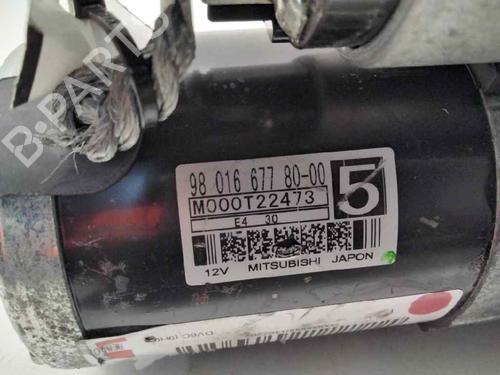 B-PARTS
98 016 677 80-00
M000T22473
5
E4 30
12V MITSUBISHI JAPON